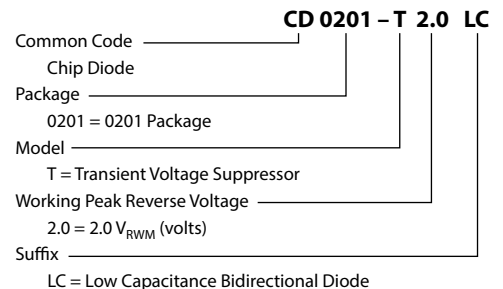 CD 0201 – T 2.0 LC
Common Code
Chip Diode
Package
0201 = 0201 Package
Model
T = Transient Voltage Suppressor
Working Peak Reverse Voltage
2.0 = 2.0 VRWM (volts)
Suffix
LC = Low Capacitance Bidirectional Diode